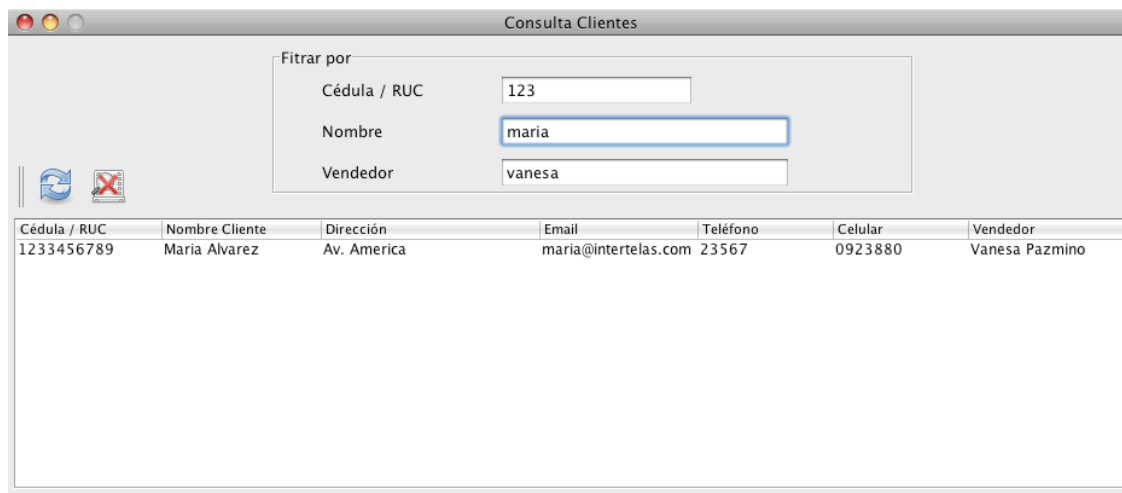 Consulta Clientes
Fitrar por
Cédula / RUC 123
Nombre maria
Vendedor vanesa
Cédula / RUC Nombre Cliente Dirección Email Teléfono Celular Vendedor
1233456789 Maria Alvarez Av. America maria@intertelas.com 23567 0923880 Vanesa Pazmino